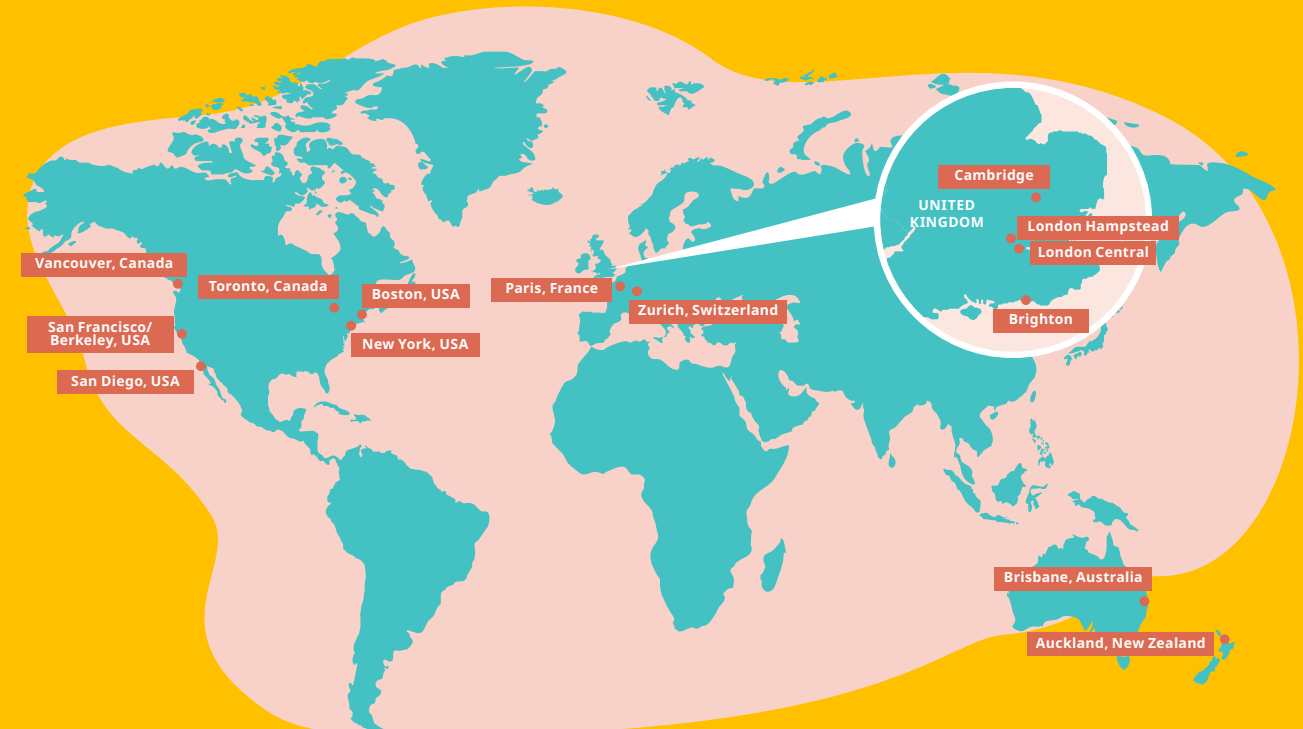 Cambridge
UNITED
KINGDOM
London Hampstead
London Central
Brighton
Vancouver, Canada
Toronto, Canada
Boston, USA
San Francisco/
Berkeley, USA
New York, USA
San Diego, USA
Paris, France
Zurich, Switzerland
Brisbane, Australia
Auckland, New Zealand